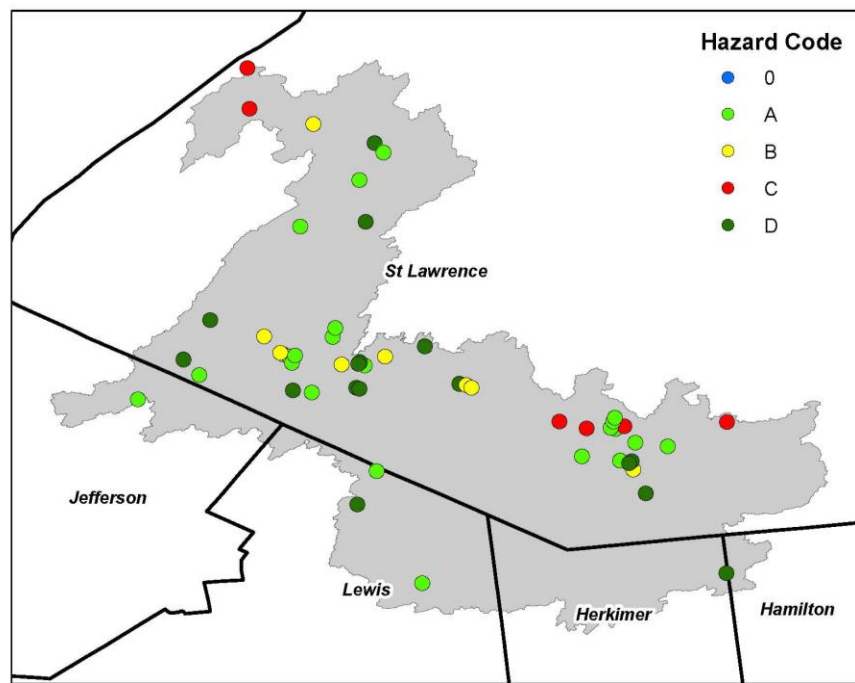 Hazard Code
0
A
B
C
D
St Lawrence
Jefferson
Lewis
Herkimer
Hamilton